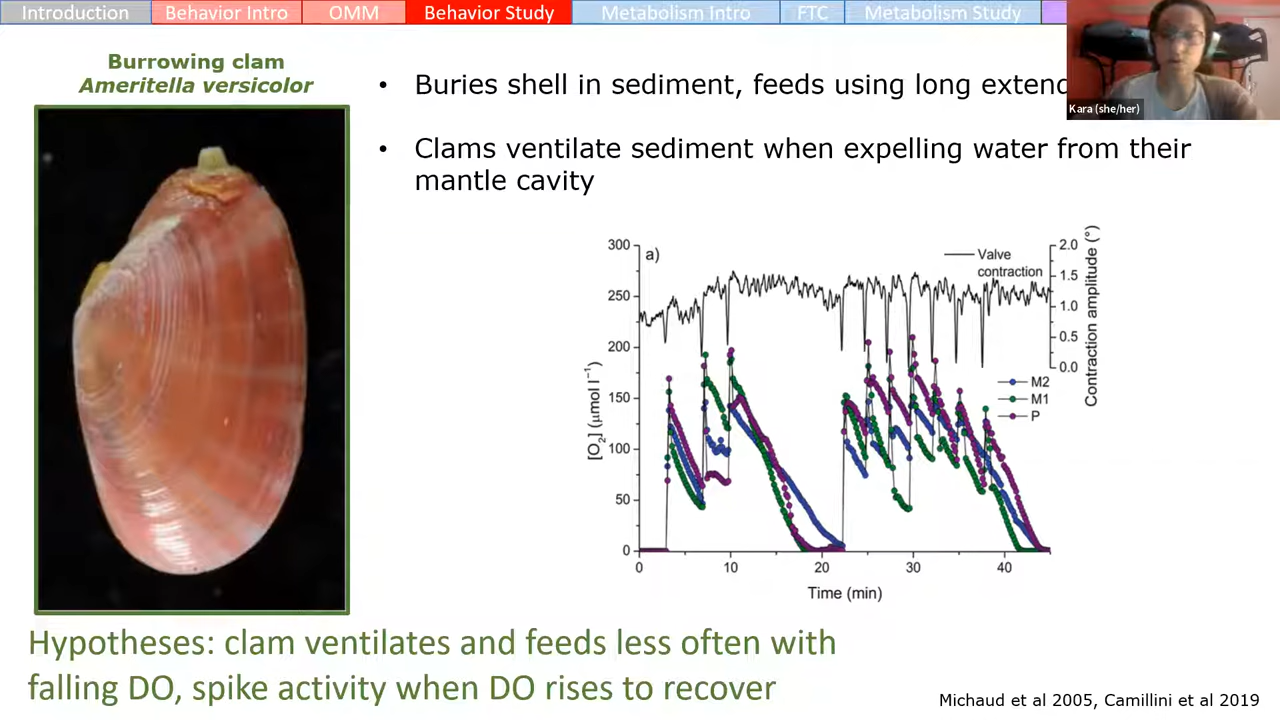 Introduction Behavior Intro OMM Behavior Study Metabolism Intro FTC Metabolism Study
Kara (she/her)
Burrowing clam
Ameritella versicolor
• Buries shell in sediment, feeds using long
• Clams ventilate sediment when expelling water from their
mantle cavity
a)
Valve
contraction
M2
M1
P
[O2] (μmol l⁻¹)
300
250
200
150
100
50
0
Contraction amplitude (°)
2.0
1.5
1.0
0.5
0.0
0 10 20 30 40
Time (min)
Hypotheses: clam ventilates and feeds less often with
falling DO, spike activity when DO rises to recover
Michaud et al 2005, Camillini et al 2019